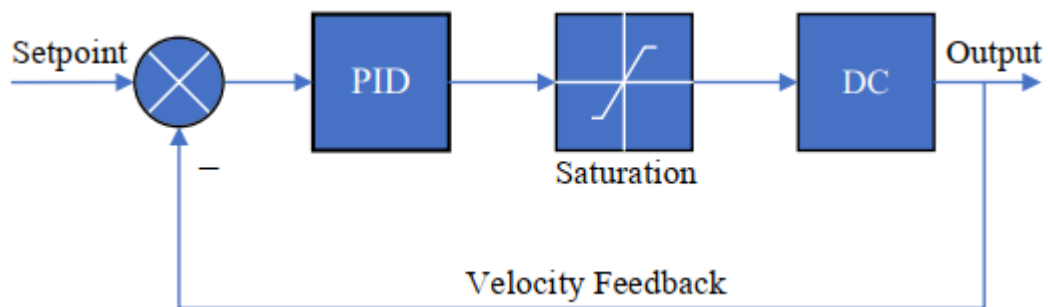 Setpoint
PID
DC
Output
–
Saturation
Velocity Feedback